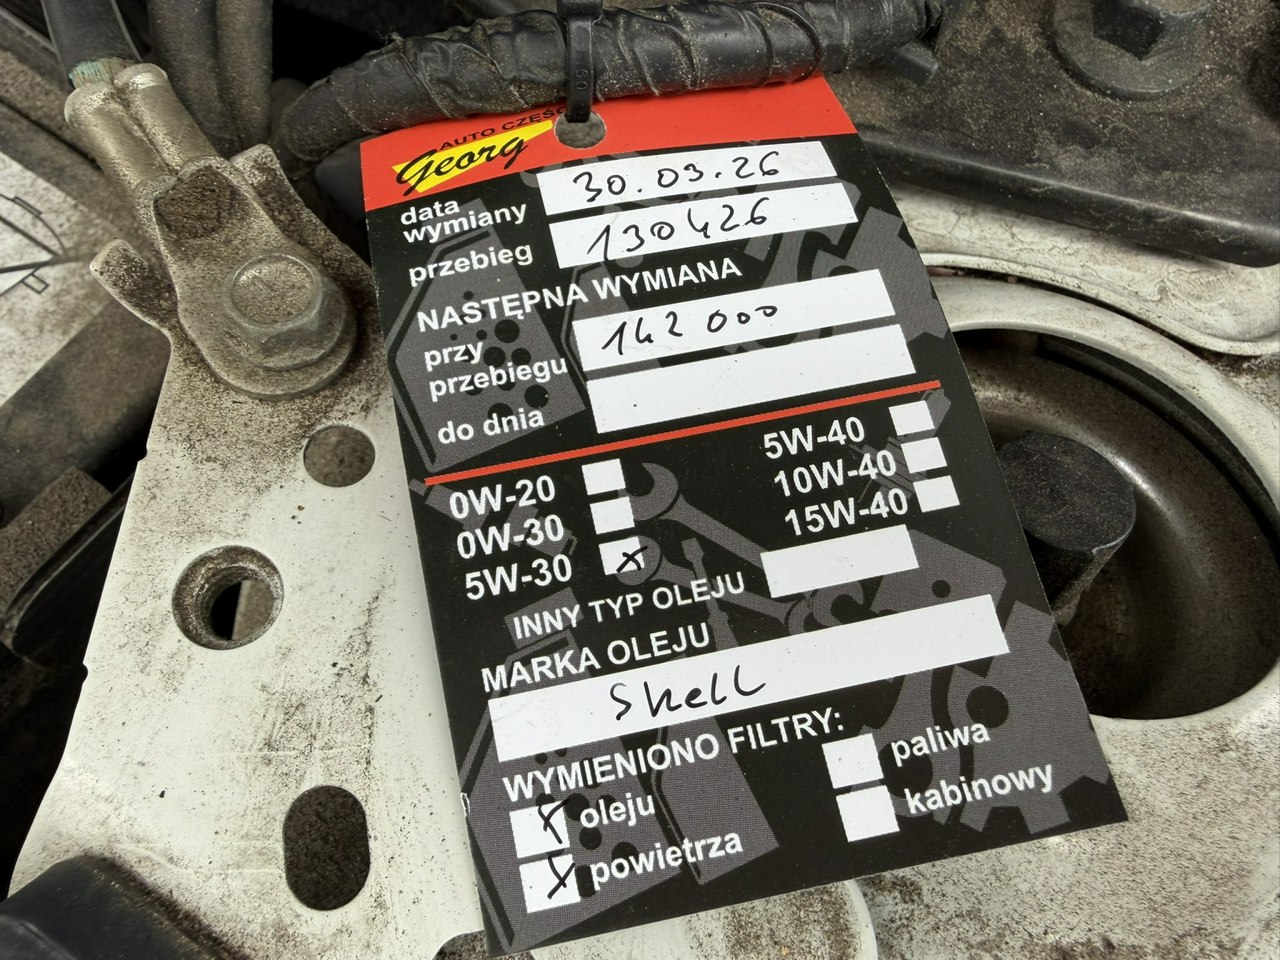 AUTO CZĘŚC
Georg
data wymiany 30.03.26
przebieg 130426
NASTĘPNA WYMIANA
przy przebiegu 142 000
do dnia
0W-20
0W-30
5W-30 x
5W-40
10W-40
15W-40
INNY TYP OLEJU
MARKA OLEJU
Shell
WYMIENIONO FILTRY:
x oleju
x powietrza
paliwa
kabinowy